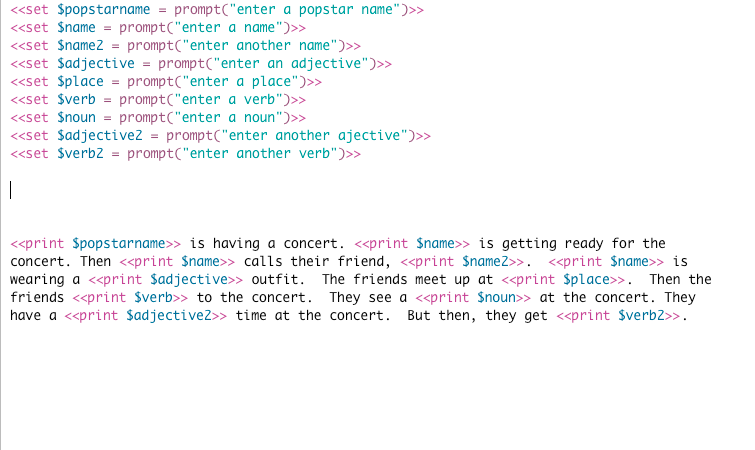 <<set $popstarname = prompt("enter a popstar name")>>
<<set $name = prompt("enter a name")>>
<<set $name2 = prompt("enter another name")>>
<<set $adjective = prompt("enter an adjective")>>
<<set $place = prompt("enter a place")>>
<<set $verb = prompt("enter a verb")>>
<<set $noun = prompt("enter a noun")>>
<<set $adjective2 = prompt("enter another ajective")>>
<<set $verb2 = prompt("enter another verb")>>
<<print $popstarname>> is having a concert. <<print $name>> is getting ready for the
concert. Then <<print $name>> calls their friend, <<print $name2>>.  <<print $name>> is
wearing a <<print $adjective>> outfit.  The friends meet up at <<print $place>>.  Then the
friends <<print $verb>> to the concert.  They see a <<print $noun>> at the concert. They
have a <<print $adjective2>> time at the concert.  But then, they get <<print $verb2>>.